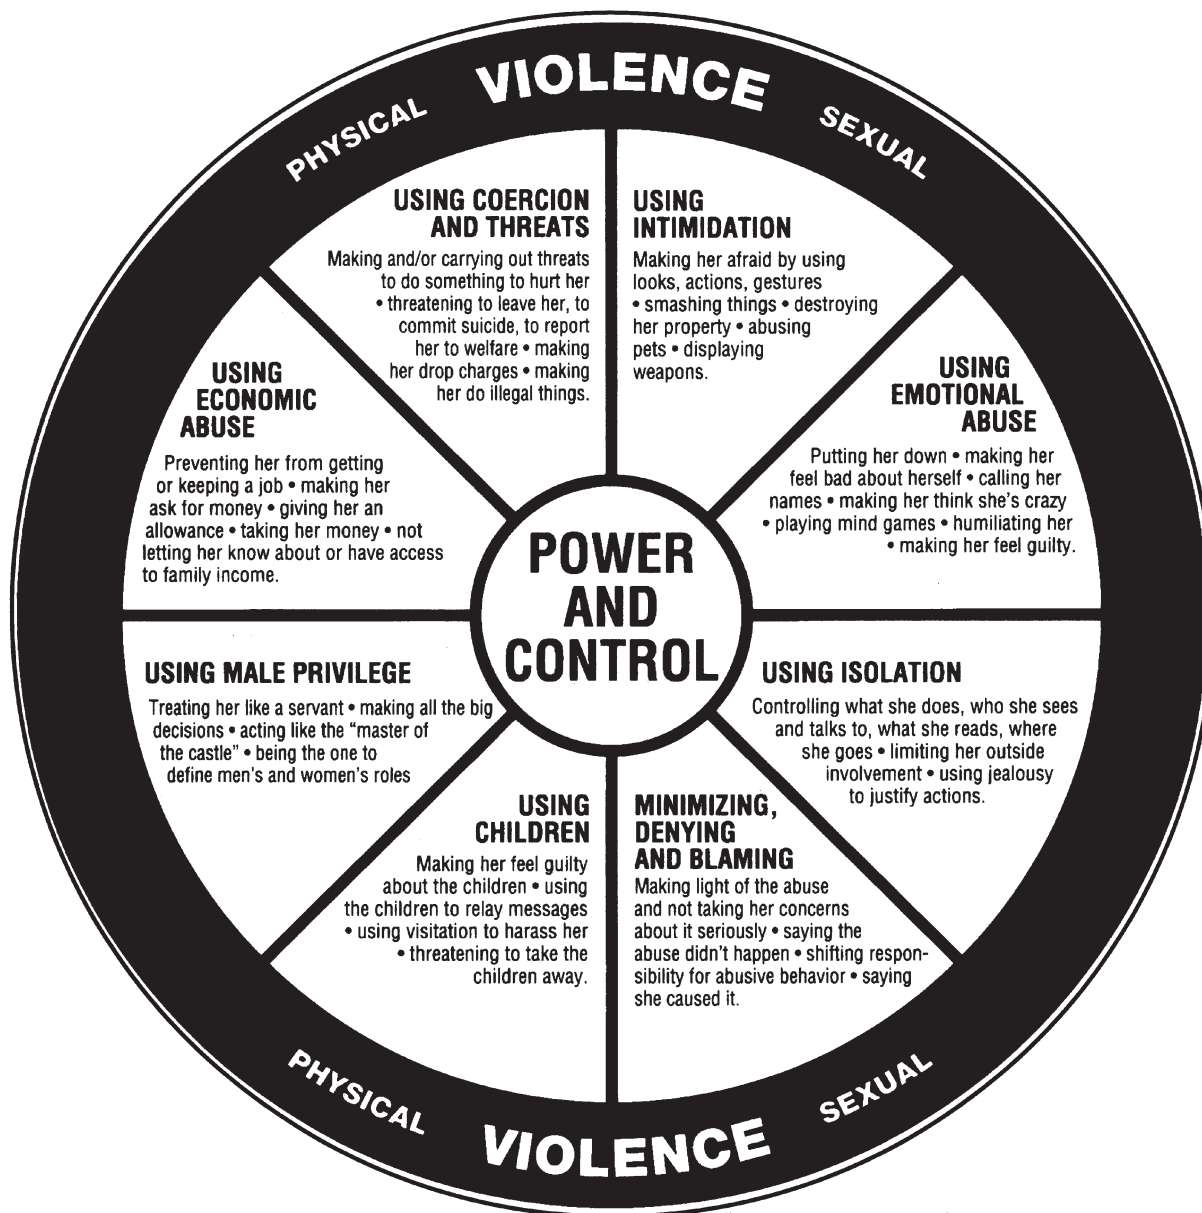 PHYSICAL VIOLENCE SEXUAL
USING COERCION
AND THREATS
Making and/or carrying out threats
to do something to hurt her
• threatening to leave her, to
commit suicide, to report
her to welfare • making
her drop charges • making
her do illegal things.
USING
INTIMIDATION
Making her afraid by using
looks, actions, gestures
• smashing things • destroying
her property • abusing
pets • displaying
weapons.
USING
EMOTIONAL
ABUSE
Putting her down • making her
feel bad about herself • calling her
names • making her think she's crazy
• playing mind games • humiliating her
• making her feel guilty.
USING ISOLATION
Controlling what she does, who she sees
and talks to, what she reads, where
she goes • limiting her outside
involvement • using jealousy
to justify actions.
MINIMIZING,
DENYING
AND BLAMING
Making light of the abuse
and not taking her concerns
about it seriously • saying the
abuse didn't happen • shifting respon-
sibility for abusive behavior • saying
she caused it.
USING
CHILDREN
Making her feel guilty
about the children • using
the children to relay messages
• using visitation to harass her
• threatening to take the
children away.
USING MALE PRIVILEGE
Treating her like a servant • making all the big
decisions • acting like the “master of
the castle” • being the one to
define men's and women's roles
USING
ECONOMIC
ABUSE
Preventing her from getting
or keeping a job • making her
ask for money • giving her an
allowance • taking her money • not
letting her know about or have access
to family income.
POWER
AND
CONTROL
PHYSICAL VIOLENCE SEXUAL